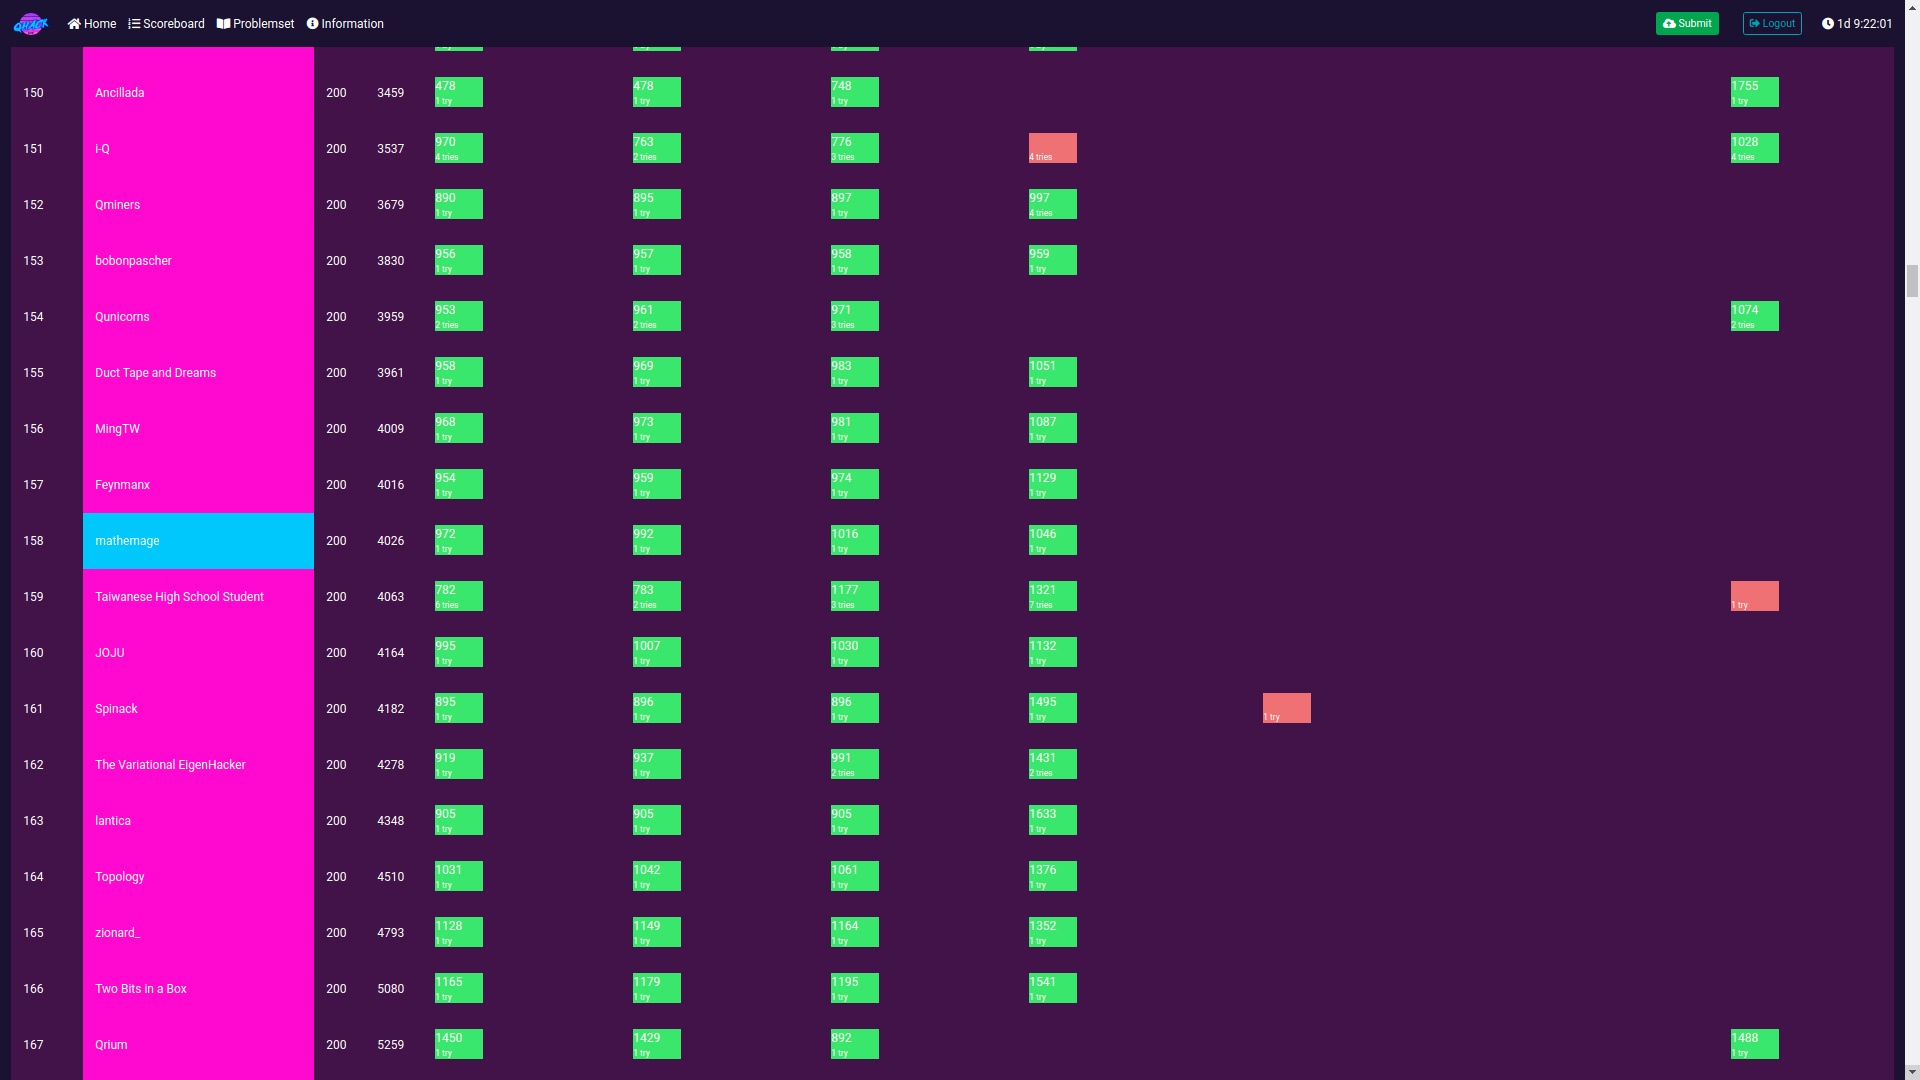 QHACK Home Scoreboard Problemset Information Submit Logout 1d 9:22:01
150 Ancillada 200 3459 478 478 748 1755
1 try 1 try 1 try 1 try
151 i-Q 200 3537 970 763 776 1028
4 tries 2 tries 3 tries 4 tries 4 tries
152 Qminers 200 3679 890 895 897 997
1 try 1 try 1 try 4 tries
153 bobonpascher 200 3830 956 957 958 959
1 try 1 try 1 try 1 try
154 Qunicorns 200 3959 953 961 971 1074
2 tries 2 tries 3 tries 2 tries
155 Duct Tape and Dreams 200 3961 958 969 983 1051
1 try 1 try 1 try 1 try
156 MingTW 200 4009 968 973 981 1087
1 try 1 try 1 try 1 try
157 Feynmanx 200 4016 954 959 974 1129
1 try 1 try 1 try 1 try
158 mathemage 200 4026 972 992 1016 1046
1 try 1 try 1 try 1 try
159 Taiwanese High School Student 200 4063 782 783 1177 1321
6 tries 2 tries 3 tries 7 tries 1 try
160 JOJU 200 4164 995 1007 1030 1132
1 try 1 try 1 try 1 try
161 Spinack 200 4182 895 896 896 1495
1 try 1 try 1 try 1 try 1 try
162 The Variational EigenHacker 200 4278 919 937 991 1431
1 try 1 try 2 tries 2 tries
163 lantica 200 4348 905 905 905 1633
1 try 1 try 1 try 1 try
164 Topology 200 4510 1031 1042 1061 1376
1 try 1 try 1 try 1 try
165 zionard_ 200 4793 1128 1149 1164 1352
1 try 1 try 1 try 1 try
166 Two Bits in a Box 200 5080 1165 1179 1195 1541
1 try 1 try 1 try 1 try
167 Qrium 200 5259 1450 1429 892 1488
1 try 1 try 1 try 1 try